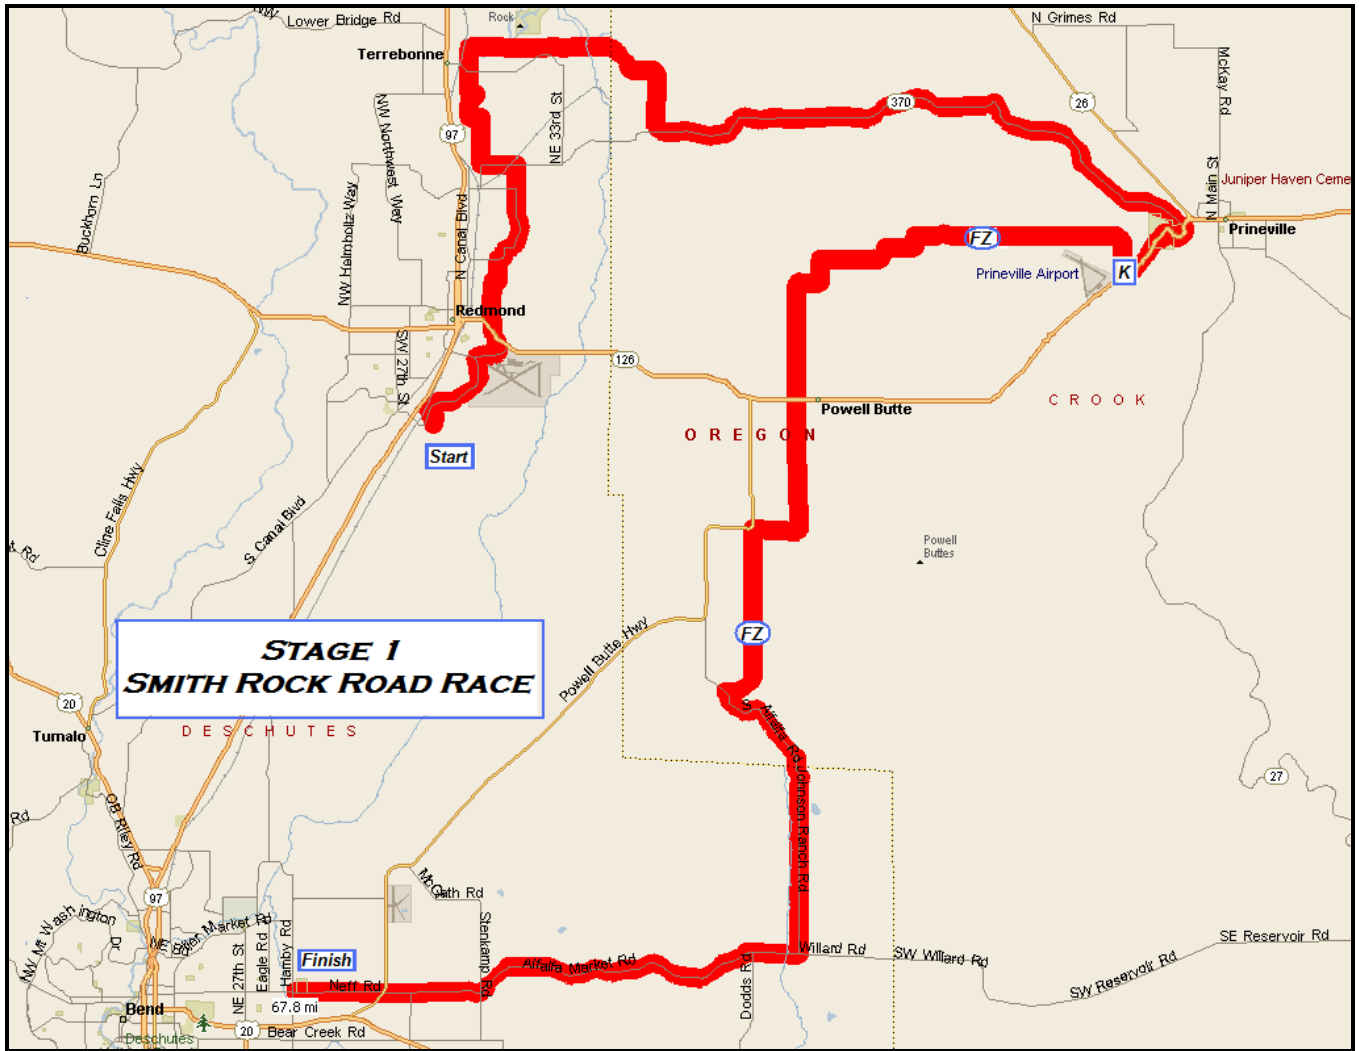 NW
Lower Bridge Rd
Rock
N Grimes Rd
Terrebonne
McKay Rd
26
370
NW Northwest Way
97
NE 33rd St
Juniper Haven Ceme
N Main St
Buckhorn Ln
NW Helmholtz Way
N Canal Blvd
Prineville
FZ
Prineville Airport
K
Redmond
SW 27th St
126
Powell Butte
CROOK
OREGON
Start
Cline Falls Hwy
S Canal Blvd
Rd
Powell
Buttes
STAGE 1
SMITH ROCK ROAD RACE
FZ
Powell Butte Hwy
20
Tumalo
DESCHUTES
Alfalfa Rd
Johnson Ranch Rd
27
Rd
OB Riley Rd
97
McGrath Rd
NW Mt Washington Dr
NE Butler Market Rd
NE 27th St
Eagle Rd
Hamby Rd
Stenkamp Rd
Finish
Neff Rd
67.8 mi
Alfalfa Market Rd
Dodds Rd
Willard Rd
SW Willard Rd
SE Reservoir Rd
SW Reservoir Rd
Bend
20
Bear Creek Rd
Deschutes